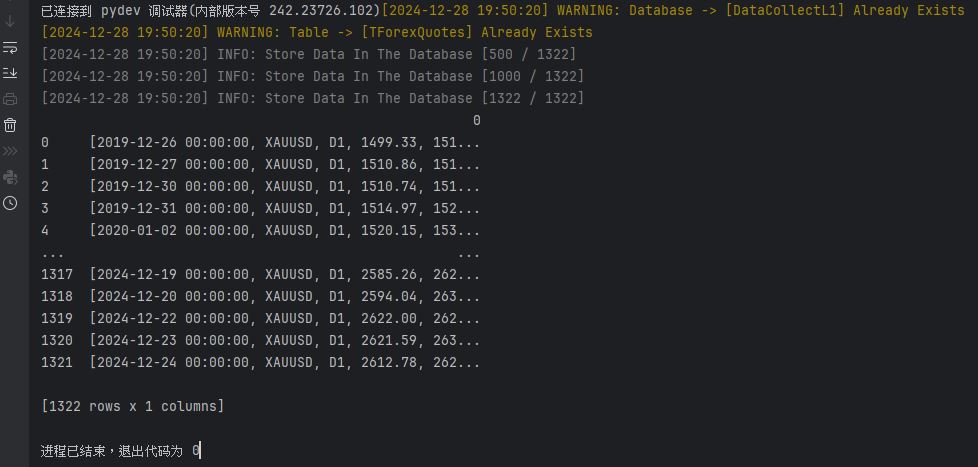 已连接到 pydev 调试器(内部版本号 242.23726.102)[2024-12-28 19:50:20] WARNING: Database -> [DataCollectL1] Already Exists
[2024-12-28 19:50:20] WARNING: Table -> [TForexQuotes] Already Exists
[2024-12-28 19:50:20] INFO: Store Data In The Database [500 / 1322]
[2024-12-28 19:50:20] INFO: Store Data In The Database [1000 / 1322]
[2024-12-28 19:50:20] INFO: Store Data In The Database [1322 / 1322]
0
0     [2019-12-26 00:00:00, XAUUSD, D1, 1499.33, 151...
1     [2019-12-27 00:00:00, XAUUSD, D1, 1510.86, 151...
2     [2019-12-30 00:00:00, XAUUSD, D1, 1510.74, 151...
3     [2019-12-31 00:00:00, XAUUSD, D1, 1514.97, 152...
4     [2020-01-02 00:00:00, XAUUSD, D1, 1520.15, 153...
...                                                 ...
1317  [2024-12-19 00:00:00, XAUUSD, D1, 2585.26, 262...
1318  [2024-12-20 00:00:00, XAUUSD, D1, 2594.04, 263...
1319  [2024-12-22 00:00:00, XAUUSD, D1, 2622.00, 262...
1320  [2024-12-23 00:00:00, XAUUSD, D1, 2621.59, 263...
1321  [2024-12-24 00:00:00, XAUUSD, D1, 2612.78, 262...
[1322 rows x 1 columns]
进程已结束，退出代码为 0